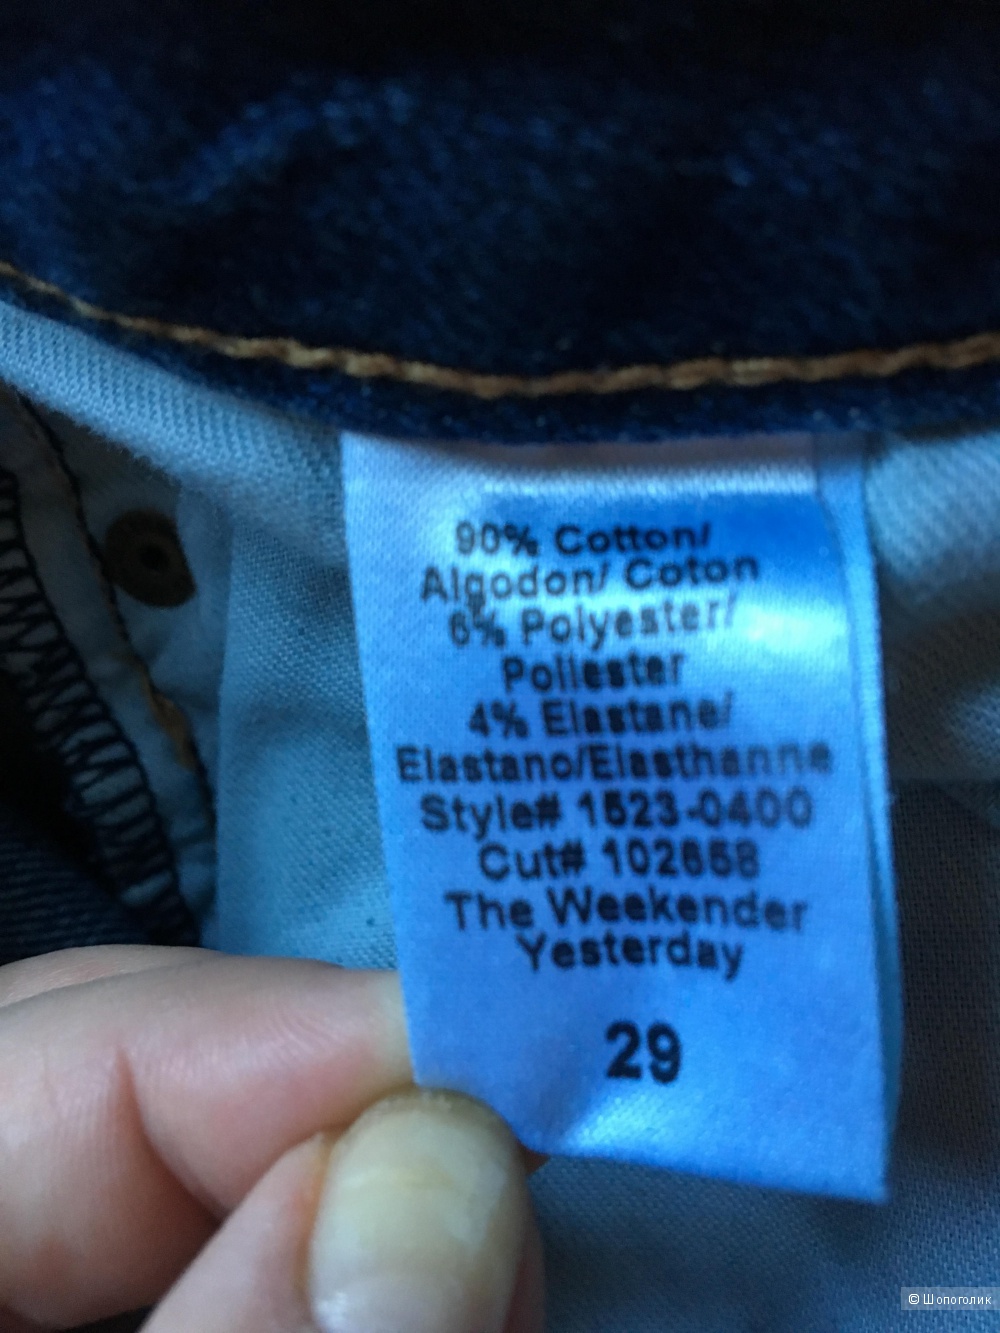 90% Cotton/
Algodon/ Coton
6% Polyester/
Poliester
4% Elastane/
Elastano/Elasthanne
Style# 1523-0400
Cut# 102658
The Weekender
Yesterday
29
© Шопоголик